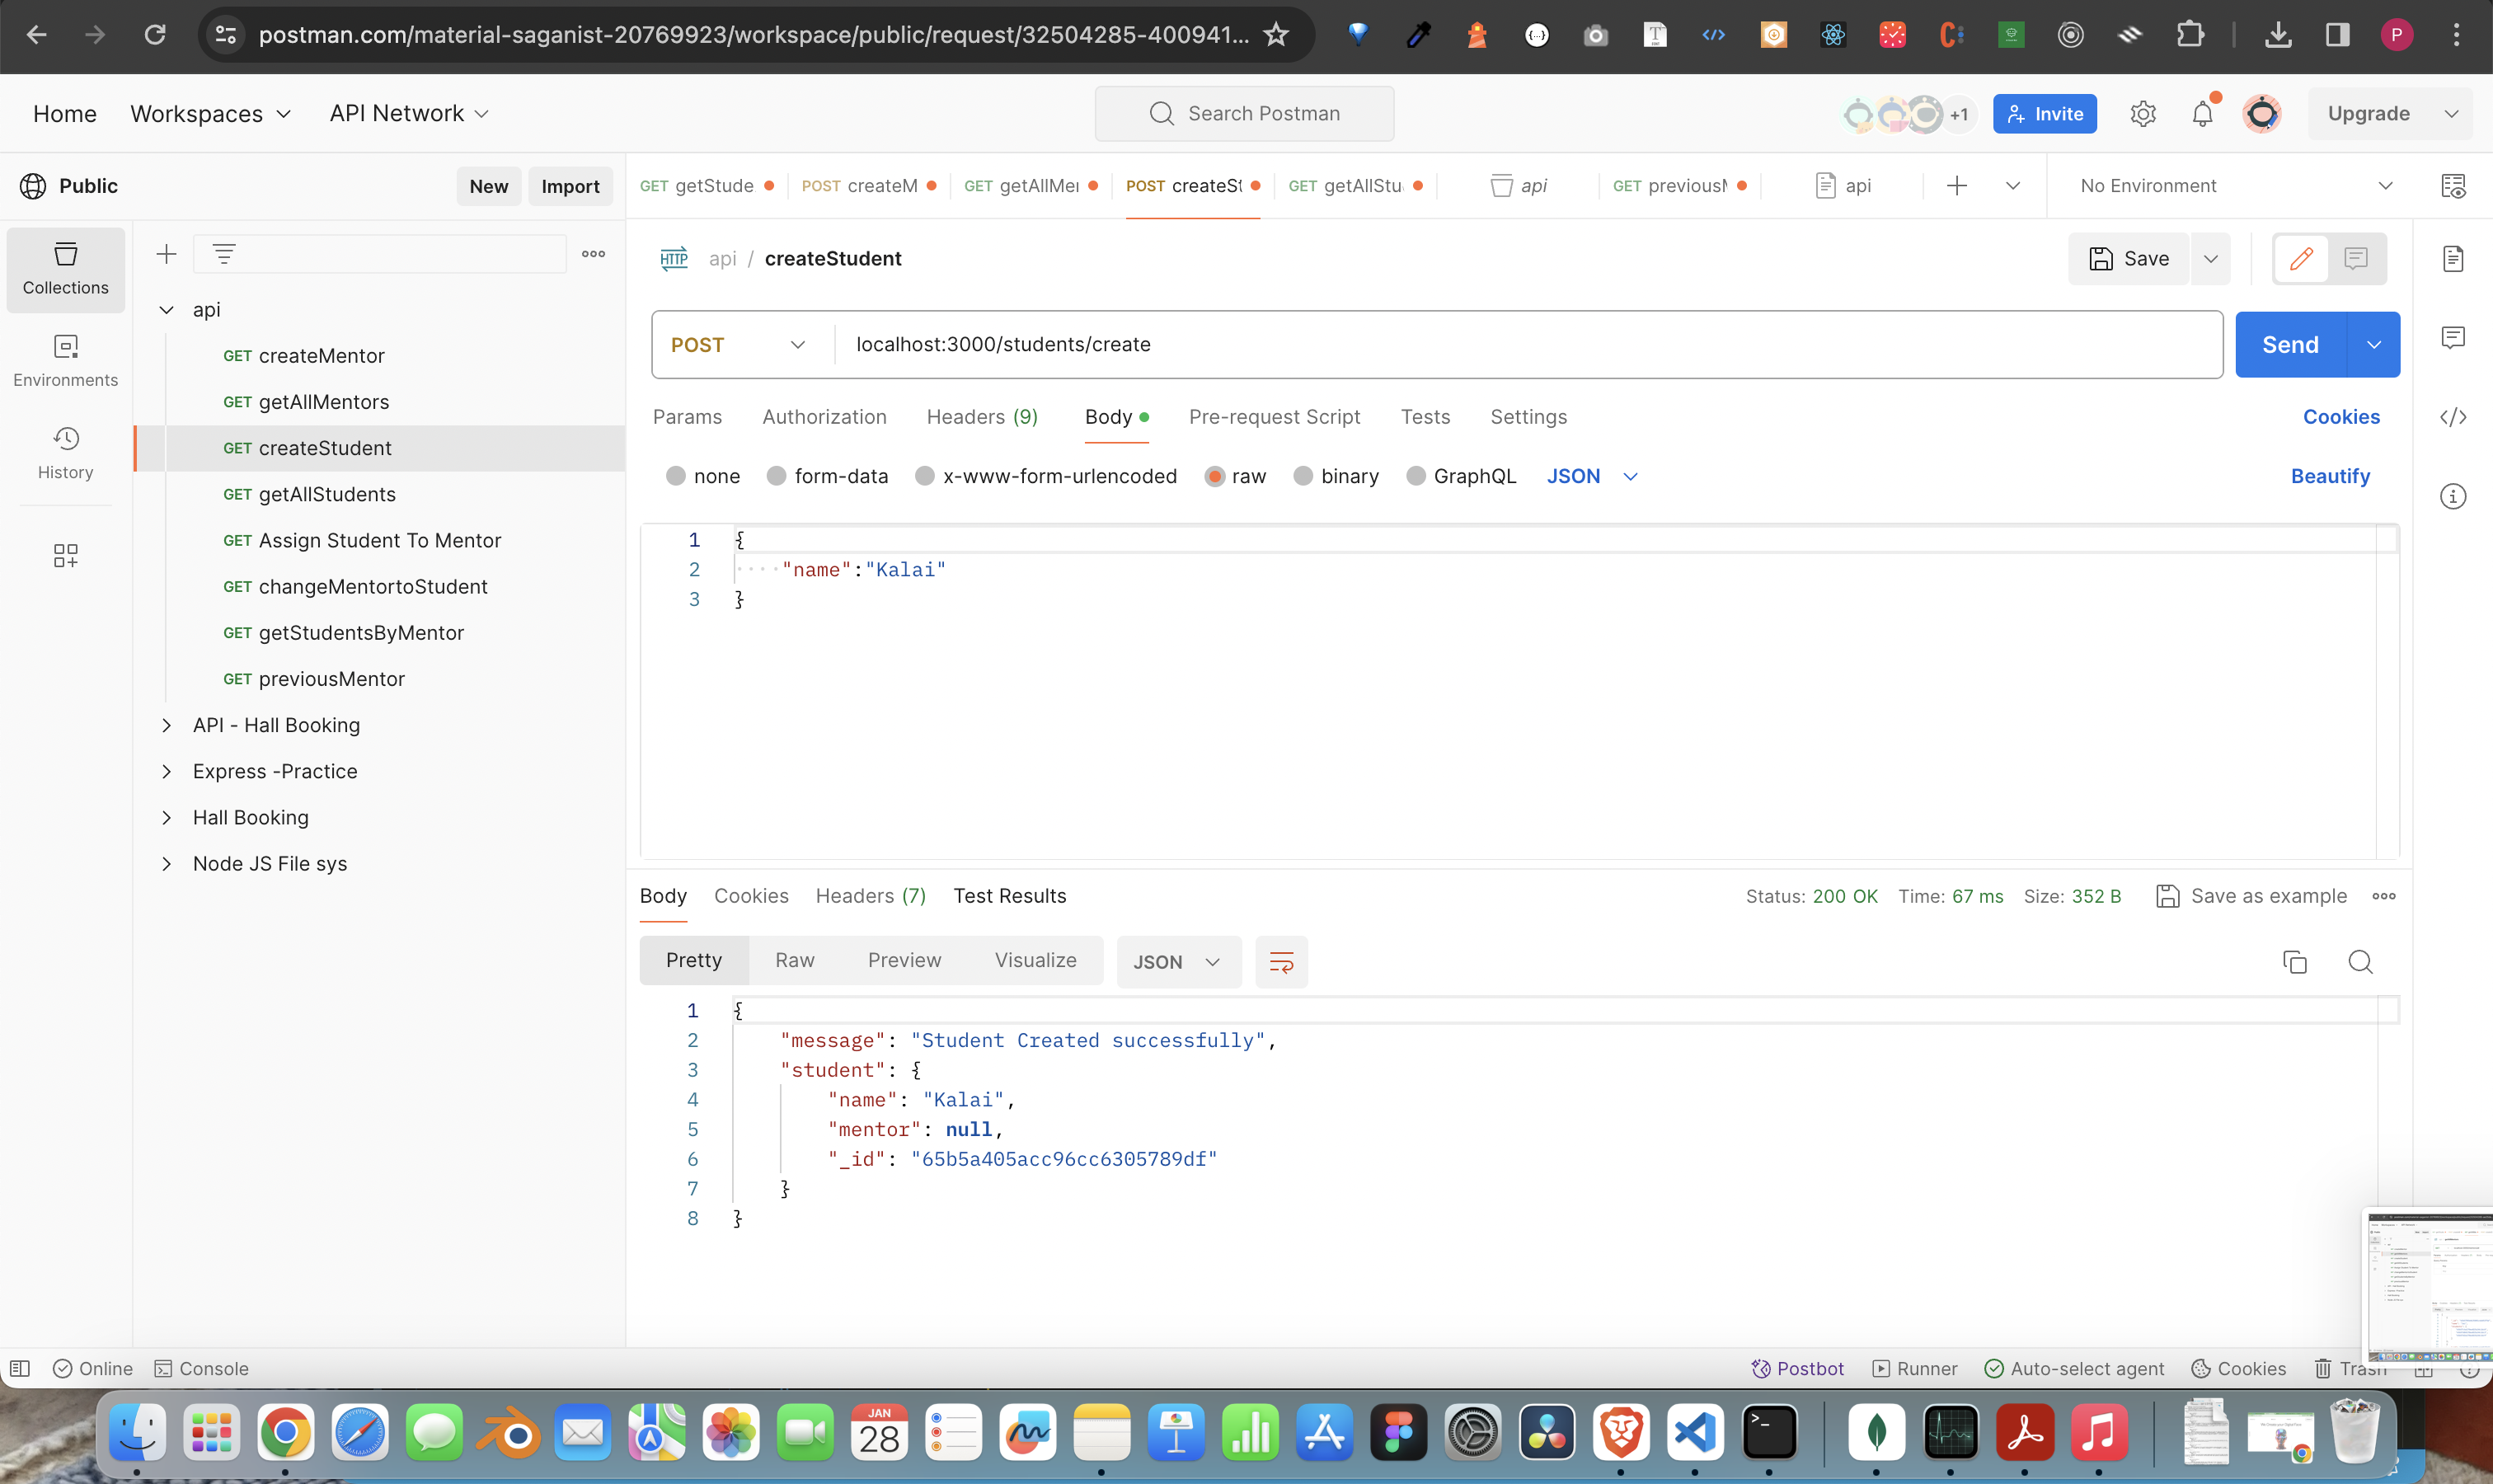 postman.com/material-saganist-20769923/workspace/public/request/32504285-400941...
P
Home
Workspaces
API Network
Search Postman
+1
Invite
Upgrade
Public
New
Import
GET getStude
POST createM
GET getAllMe
POST createSt
GET getAllStu
api
GET previousM
api
No Environment
Collections
Environments
History
api
GET createMentor
GET getAllMentors
GET createStudent
GET getAllStudents
GET Assign Student To Mentor
GET changeMentortoStudent
GET getStudentsByMentor
GET previousMentor
API - Hall Booking
Express -Practice
Hall Booking
Node JS File sys
HTTP
api / createStudent
Save
POST
localhost:3000/students/create
Send
Params
Authorization
Headers (9)
Body
Pre-request Script
Tests
Settings
Cookies
none
form-data
x-www-form-urlencoded
raw
binary
GraphQL
JSON
Beautify
1 {
2 "name":"Kalai"
3 }
Body
Cookies
Headers (7)
Test Results
Status: 200 OK
Time: 67 ms
Size: 352 B
Save as example
Pretty
Raw
Preview
Visualize
JSON
1 {
2 "message": "Student Created successfully",
3 "student": {
4 "name": "Kalai",
5 "mentor": null,
6 "_id": "65b5a405acc96cc6305789df"
7 }
8 }
Online
Console
Postbot
Runner
Auto-select agent
Cookies
Trash
JAN
28